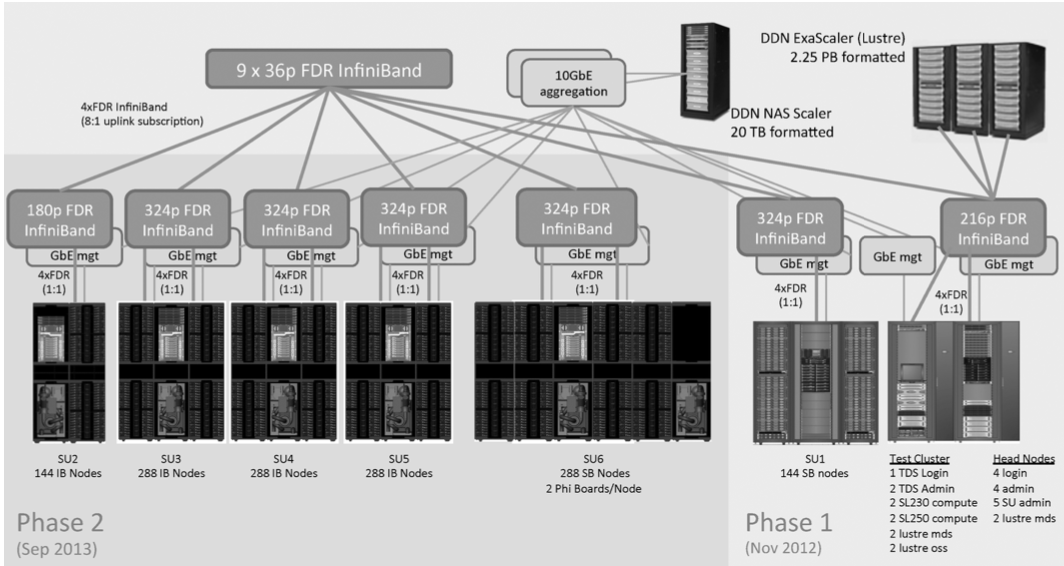 9 x 36p FDR InfiniBand
10GbE
aggregation
DDN ExaScaler (Lustre)
2.25 PB formatted
4xFDR InfiniBand
(8:1 uplink subscription)
DDN NAS Scaler
20 TB formatted
180p FDR
InfiniBand
GbE mgt
324p FDR
InfiniBand
GbE mgt
324p FDR
InfiniBand
GbE mgt
324p FDR
InfiniBand
GbE mgt
324p FDR
InfiniBand
GbE mgt
324p FDR
InfiniBand
GbE mgt
GbE mgt
216p FDR
InfiniBand
GbE mgt
4xFDR
(1:1)
4xFDR
(1:1)
4xFDR
(1:1)
4xFDR
(1:1)
4xFDR
(1:1)
4xFDR
(1:1)
4xFDR
(1:1)
SU2
144 IB Nodes
SU3
288 IB Nodes
SU4
288 IB Nodes
SU5
288 IB Nodes
SU6
288 SB Nodes
2 Phi Boards/Node
SU1
144 SB nodes
Test Cluster
1 TDS Login
2 TDS Admin
2 SL230 compute
2 SL250 compute
2 lustre mds
2 lustre oss
Head Nodes
4 login
4 admin
5 SU admin
2 lustre mds
Phase 2
(Sep 2013)
Phase 1
(Nov 2012)